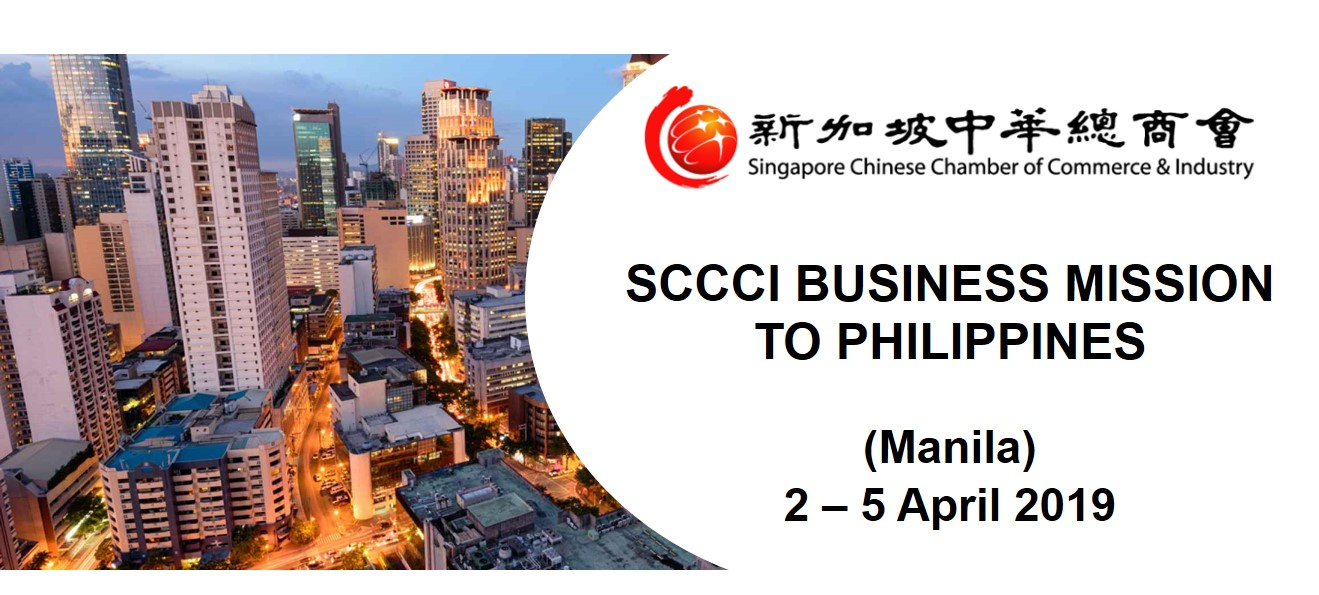 新加坡中華總商會
Singapore Chinese Chamber of Commerce & Industry
SCCCI BUSINESS MISSION
TO PHILIPPINES
(Manila)
2 – 5 April 2019